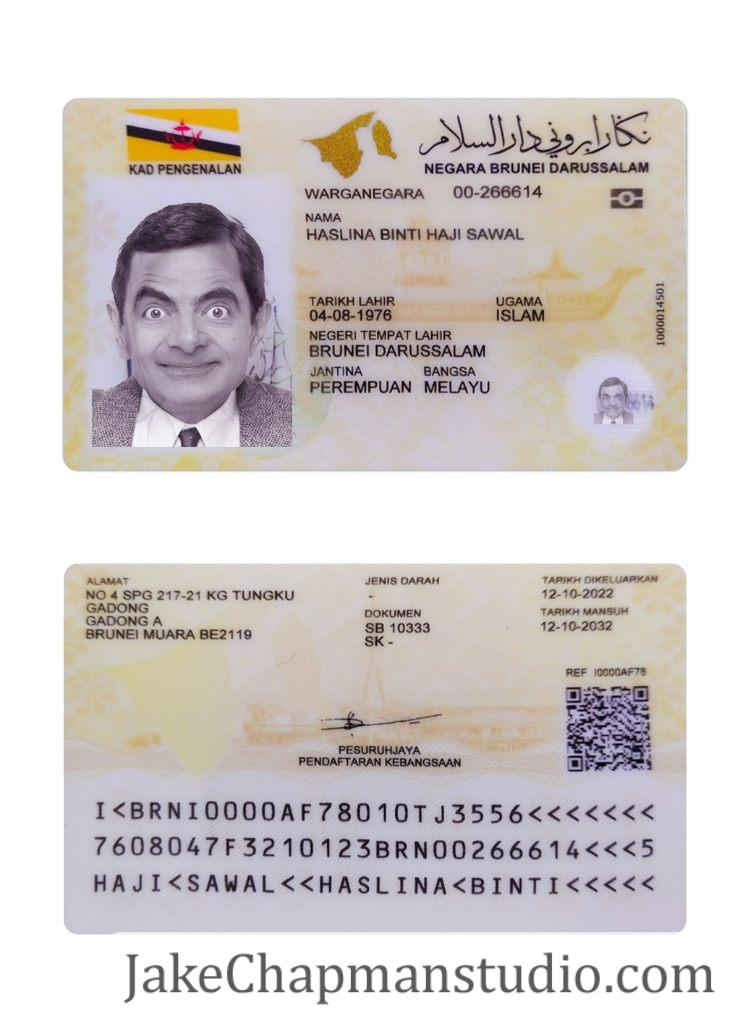 KAD PENGENALAN
نݢارا بروني دارالسلام
NEGARA BRUNEI DARUSSALAM
WARGANEGARA 00-266614
NAMA
HASLINA BINTI HAJI SAWAL
TARIKH LAHIR UGAMA
04-08-1976 ISLAM
NEGERI TEMPAT LAHIR
BRUNEI DARUSSALAM
JANTINA BANGSA
PEREMPUAN MELAYU
1000014501
ALAMAT JENIS DARAH TARIKH DIKELUARKAN
NO 4 SPG 217-21 KG TUNGKU - 12-10-2022
GADONG DOKUMEN TARIKH MANSUH
GADONG A SB 10333 12-10-2032
BRUNEI MUARA BE2119 SK -
REF I0000AF78
PESURUHJAYA
PENDAFTARAN KEBANGSAAN
I<BRNI0000AF78010TJ3556<<<<<<<
7608047F3210123BRN00266614<<<5
HAJI<SAWAL<<HASLINA<BINTI<<<<<
JakeChapmanstudio.com